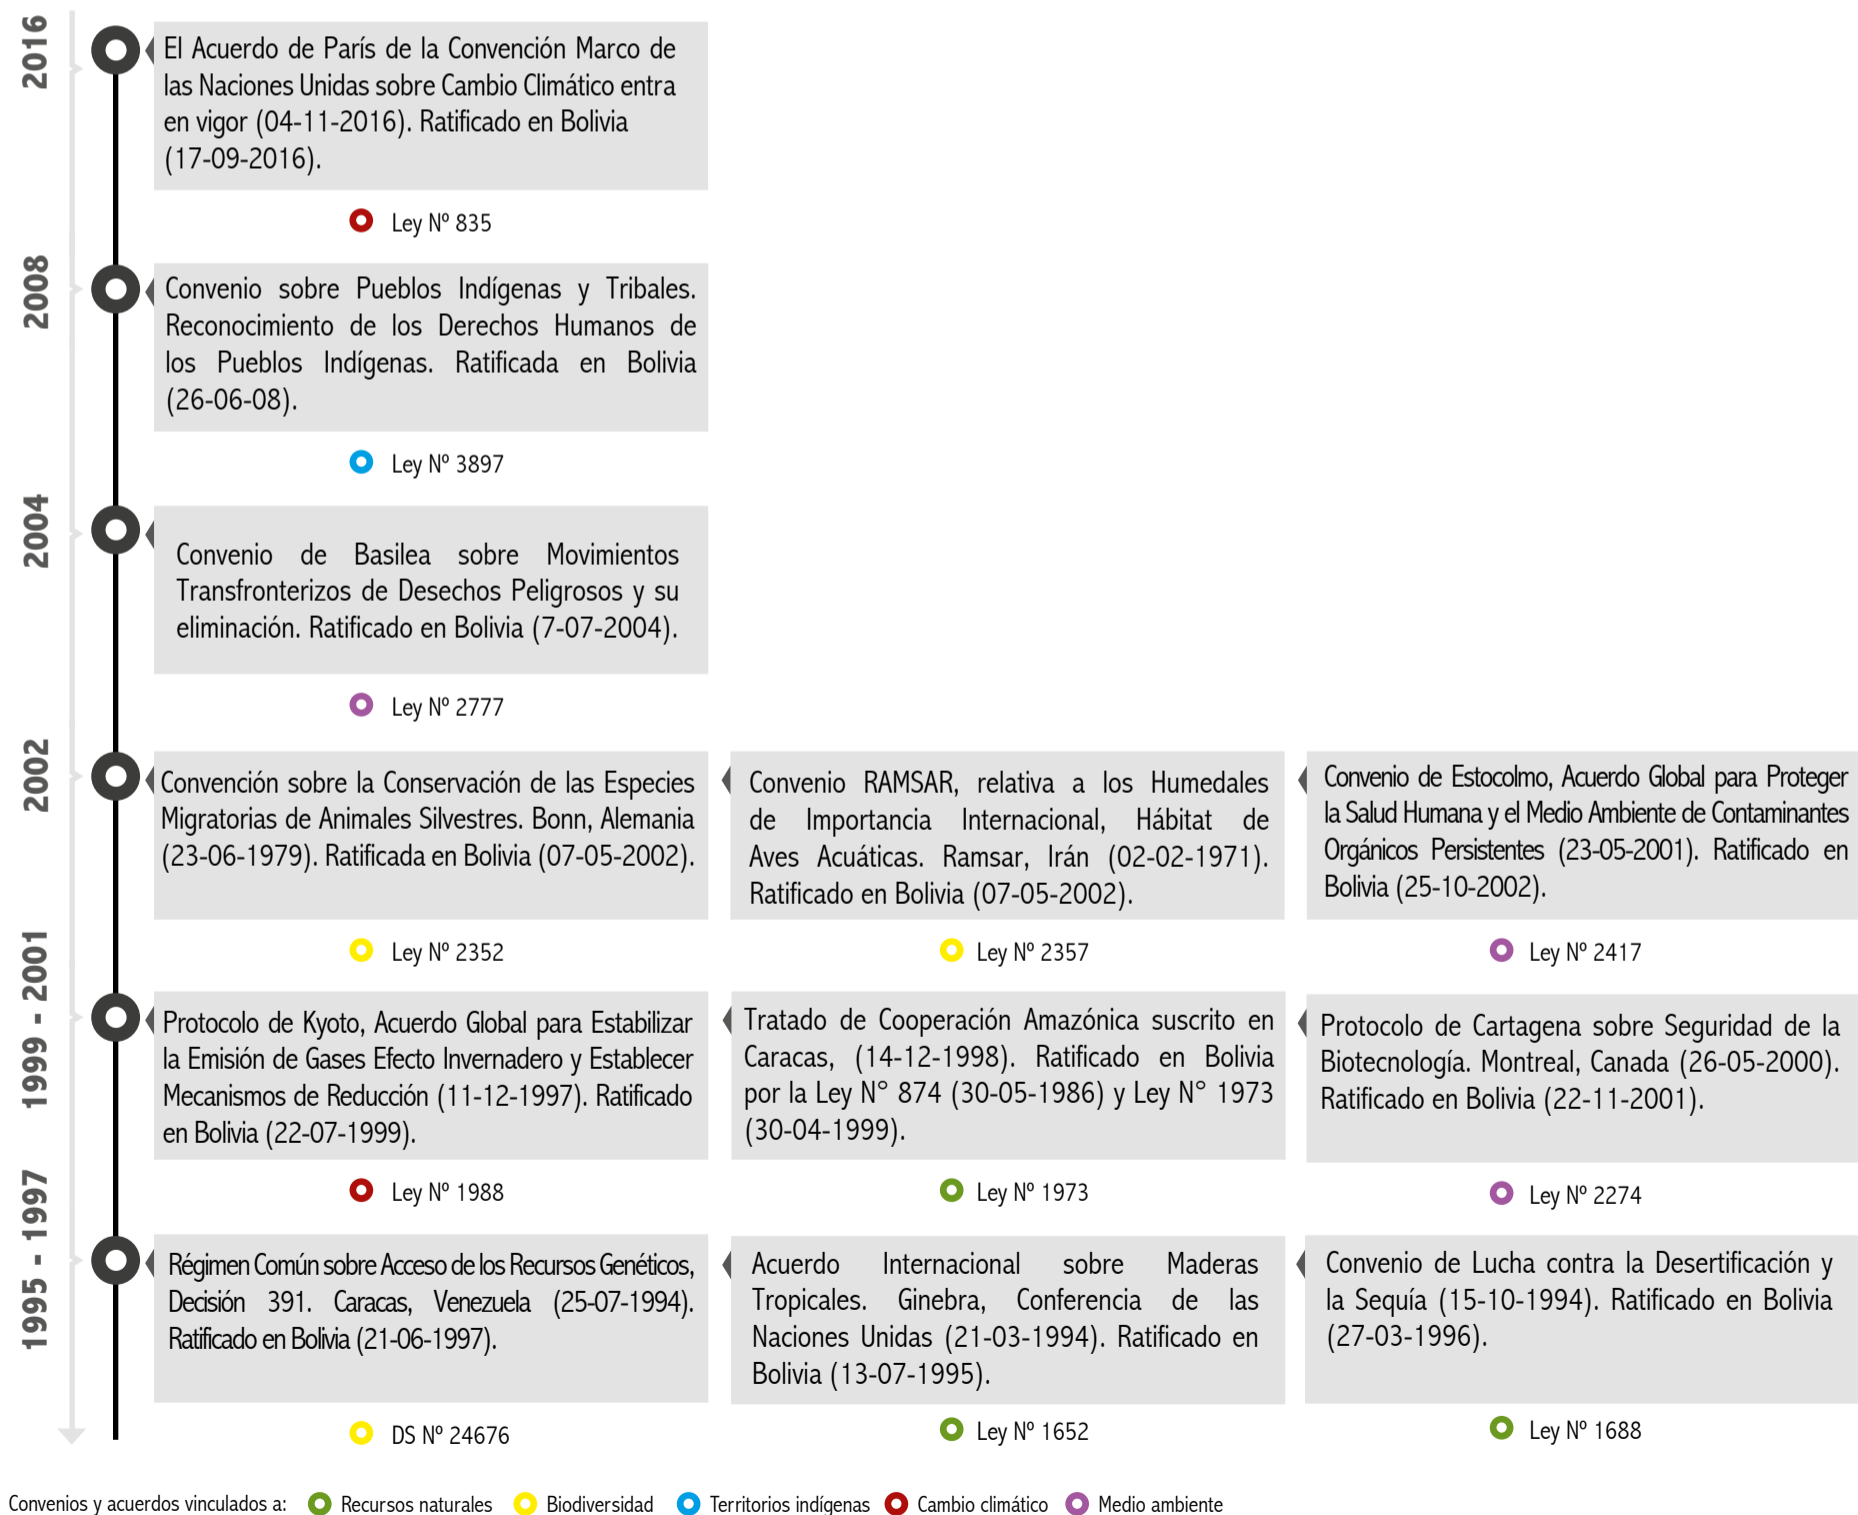 2016
El Acuerdo de París de la Convención Marco de
las Naciones Unidas sobre Cambio Climático entra
en vigor (04-11-2016). Ratificado en Bolivia
(17-09-2016).
Ley Nº 835
2008
Convenio sobre Pueblos Indígenas y Tribales.
Reconocimiento de los Derechos Humanos de
los Pueblos Indígenas. Ratificada en Bolivia
(26-06-08).
Ley Nº 3897
2004
Convenio de Basilea sobre Movimientos
Transfronterizos de Desechos Peligrosos y su
eliminación. Ratificado en Bolivia (7-07-2004).
Ley Nº 2777
2002
Convención sobre la Conservación de las Especies
Migratorias de Animales Silvestres. Bonn, Alemania
(23-06-1979). Ratificada en Bolivia (07-05-2002).
Ley Nº 2352
Convenio RAMSAR, relativa a los Humedales
de Importancia Internacional, Hábitat de
Aves Acuáticas. Ramsar, Irán (02-02-1971).
Ratificado en Bolivia (07-05-2002).
Ley Nº 2357
Convenio de Estocolmo, Acuerdo Global para Proteger
la Salud Humana y el Medio Ambiente de Contaminantes
Orgánicos Persistentes (23-05-2001). Ratificado en
Bolivia (25-10-2002).
Ley Nº 2417
1999 - 2001
Protocolo de Kyoto, Acuerdo Global para Estabilizar
la Emisión de Gases Efecto Invernadero y Establecer
Mecanismos de Reducción (11-12-1997). Ratificado
en Bolivia (22-07-1999).
Ley Nº 1988
Tratado de Cooperación Amazónica suscrito en
Caracas, (14-12-1998). Ratificado en Bolivia
por la Ley N° 874 (30-05-1986) y Ley N° 1973
(30-04-1999).
Ley Nº 1973
Protocolo de Cartagena sobre Seguridad de la
Biotecnología. Montreal, Canada (26-05-2000).
Ratificado en Bolivia (22-11-2001).
Ley Nº 2274
1995 - 1997
Régimen Común sobre Acceso de los Recursos Genéticos,
Decisión 391. Caracas, Venezuela (25-07-1994).
Ratificado en Bolivia (21-06-1997).
DS Nº 24676
Acuerdo Internacional sobre Maderas
Tropicales. Ginebra, Conferencia de las
Naciones Unidas (21-03-1994). Ratificado en
Bolivia (13-07-1995).
Ley Nº 1652
Convenio de Lucha contra la Desertificación y
la Sequía (15-10-1994). Ratificado en Bolivia
(27-03-1996).
Ley Nº 1688
Convenios y acuerdos vinculados a: Recursos naturales Biodiversidad Territorios indígenas Cambio climático Medio ambiente